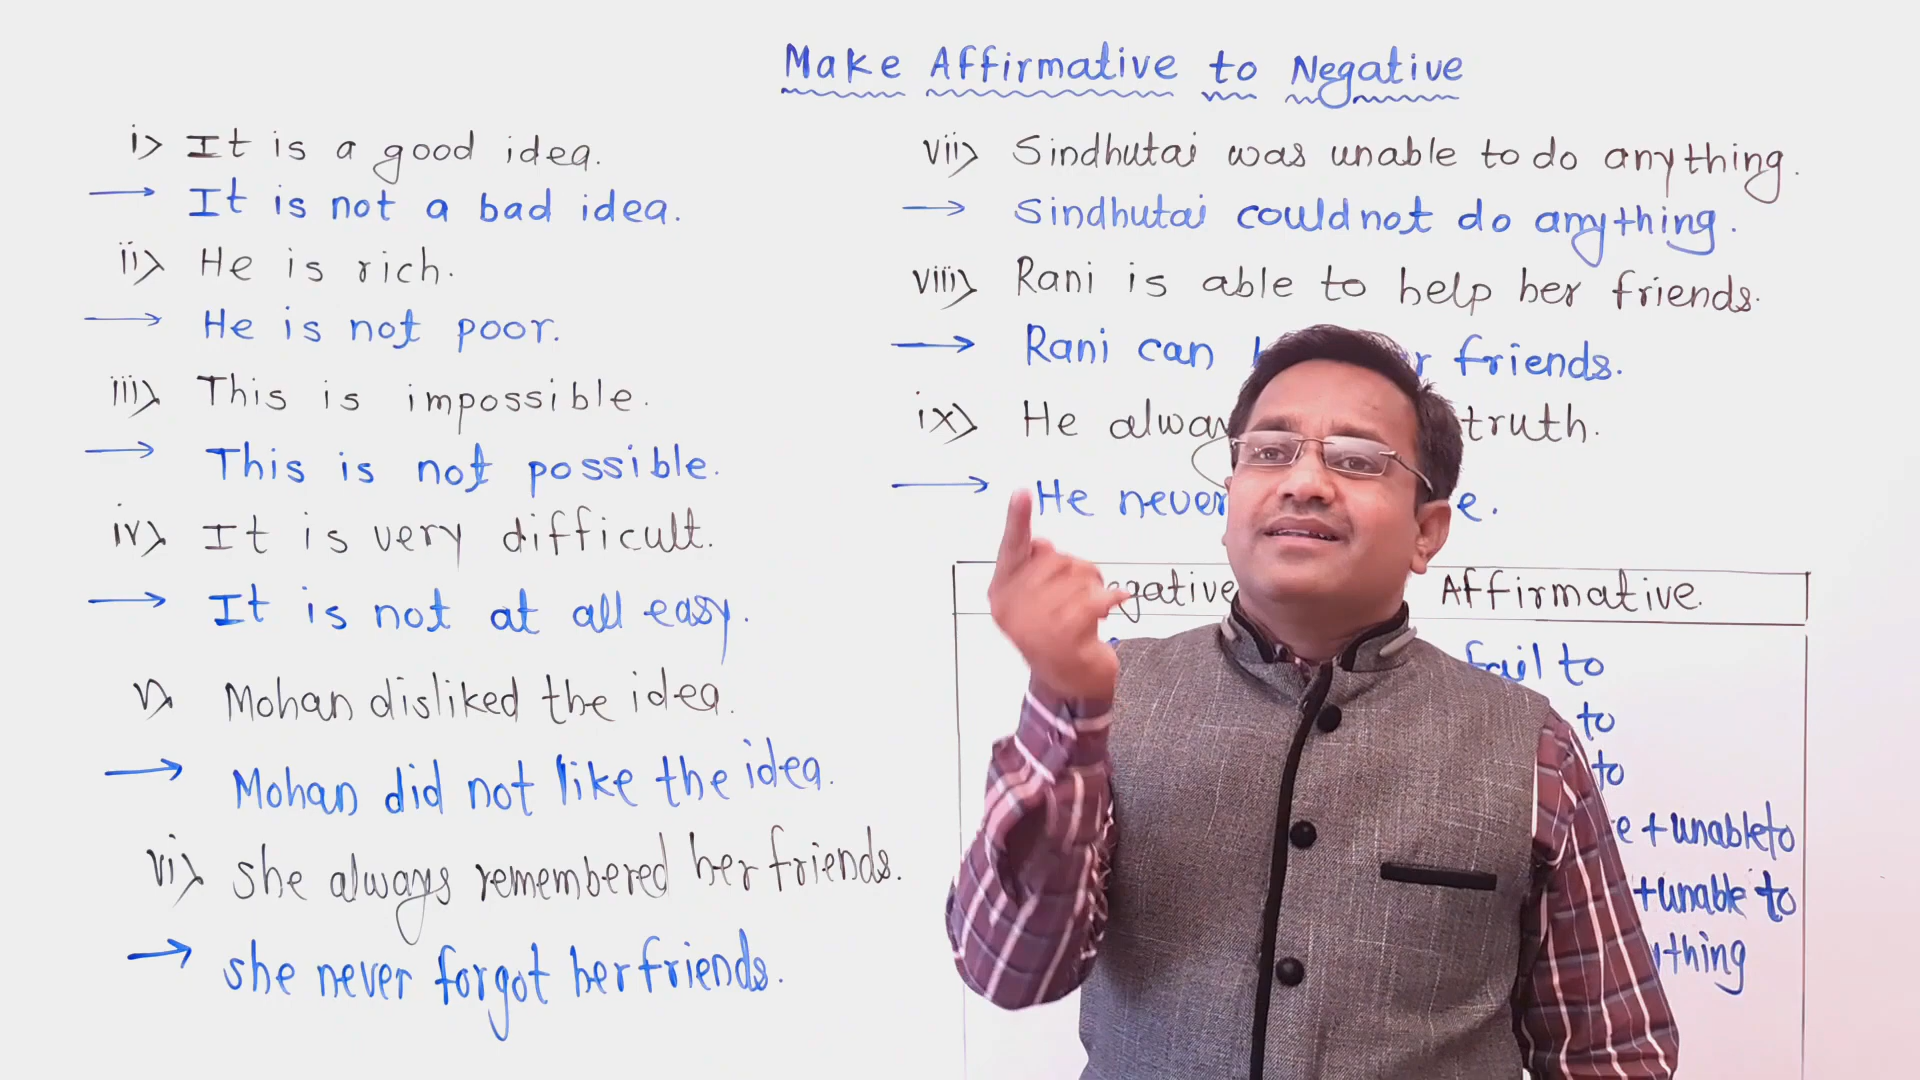 Make Affirmative to Negative
i) It is a good idea.
→ It is not a bad idea.
ii) He is rich.
→ He is not poor.
iii) This is impossible.
→ This is not possible.
iv) It is very difficult.
→ It is not at all easy.
v) Mohan disliked the idea.
→ Mohan did not like the idea.
vi) she always remembered her friends.
→ she never forgot her friends.
vii) Sindhutai was unable to do anything.
→ Sindhutai could not do anything.
viii) Rani is able to help her friends.
→ Rani can friends.
ix) He truth.
→ He never
Affirmative.
fail to
to
to
+unable to
+unable to